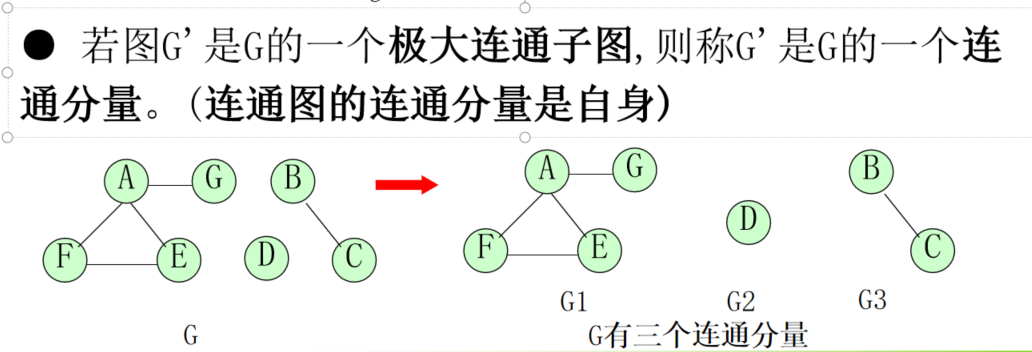 ● 若图G'是G的一个极大连通子图,则称G'是G的一个连
通分量。(连通图的连通分量是自身)
A G B A G B
D
F E D C F E C
G1 G2 G3
G G有三个连通分量